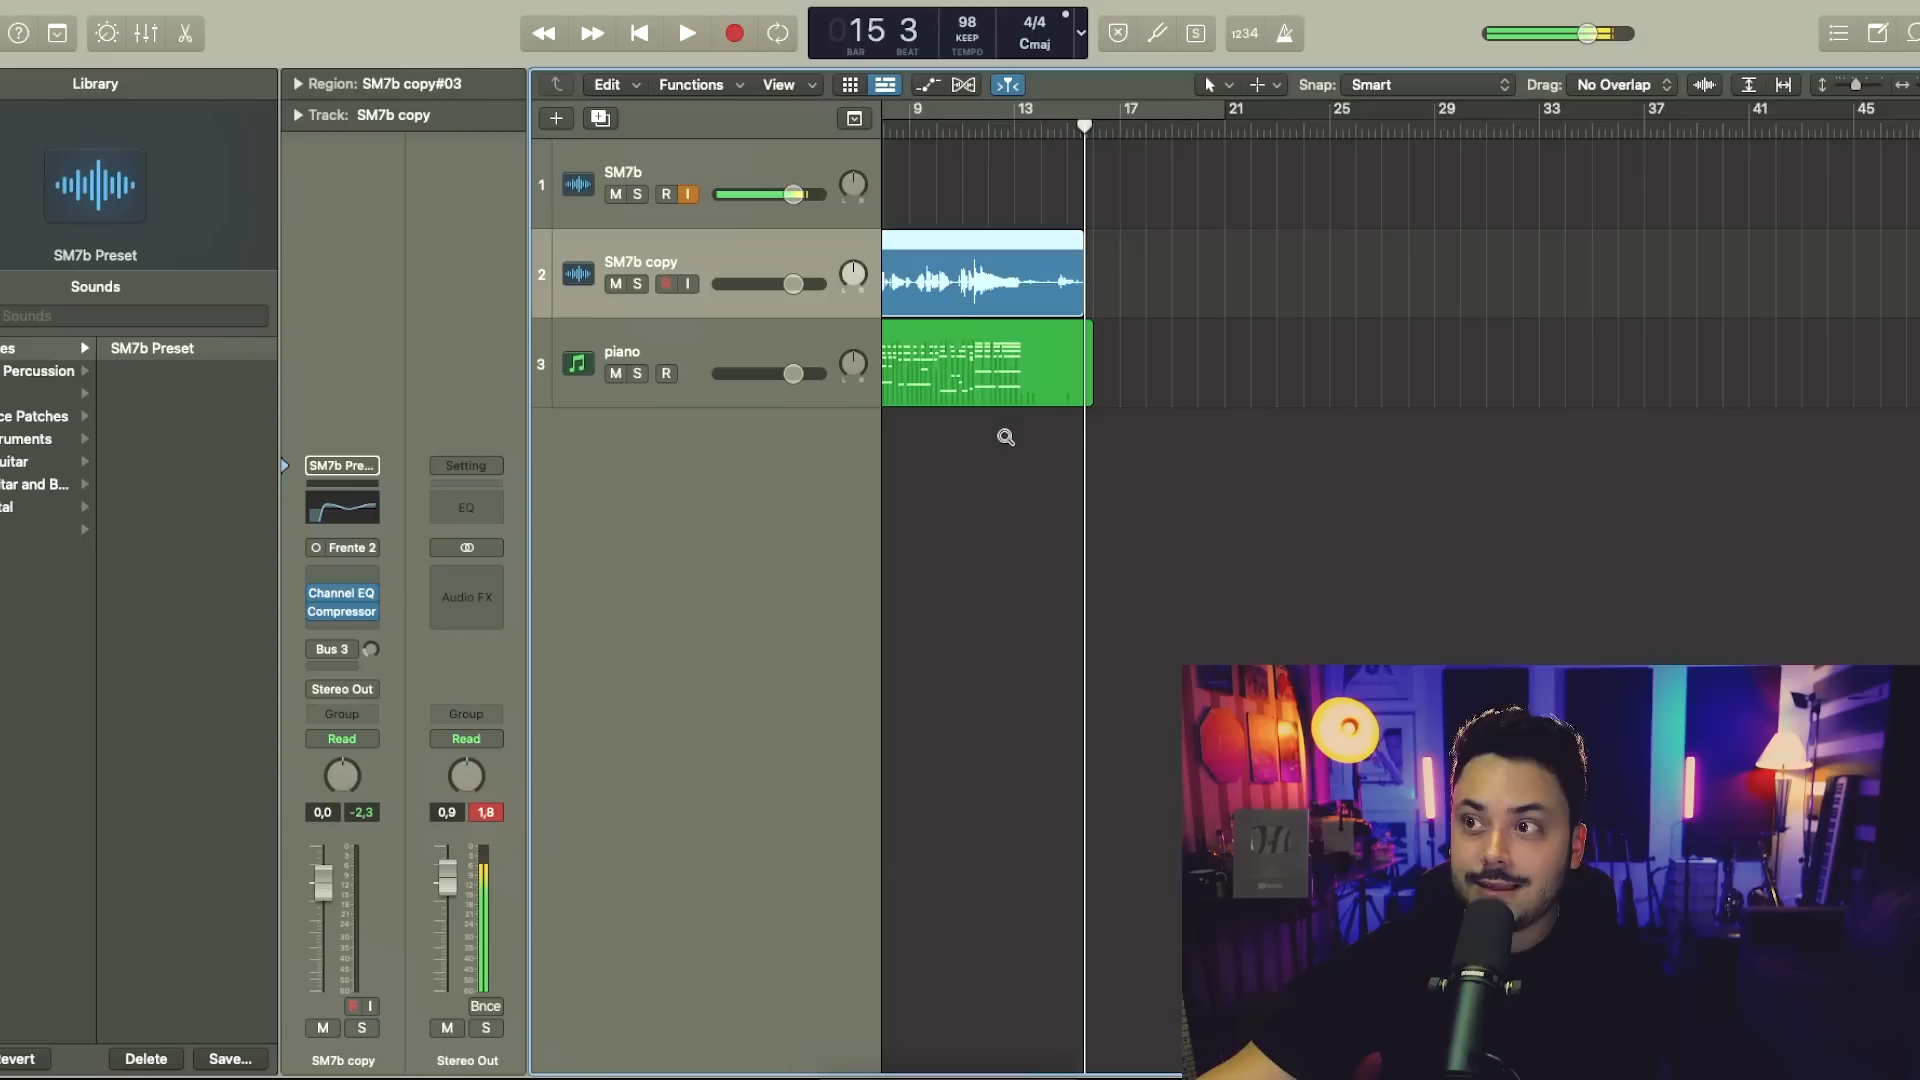 015 3
BAR BEAT
98
KEEP
TEMPO
4/4
Cmaj
S
1234
Library
SM7b Preset
Sounds
Sounds
es
Percussion
ce Patches
ruments
uitar
tar and B...
tal
SM7b Preset
evert
Delete
Save...
Region: SM7b copy#03
Track: SM7b copy
SM7b Pre...
Setting
EQ
Frente 2
Channel EQ
Compressor
Audio FX
Bus 3
Stereo Out
Group
Group
Read
Read
0,0 -2,3
0,9 1,8
R I
Bnce
M S
M S
SM7b copy
Stereo Out
Edit
Functions
View
Snap: Smart
Drag: No Overlap
9 13 17 21 25 29 33 37 41 45
1
SM7b
M S R I
2
SM7b copy
M S R I
3
piano
M S R